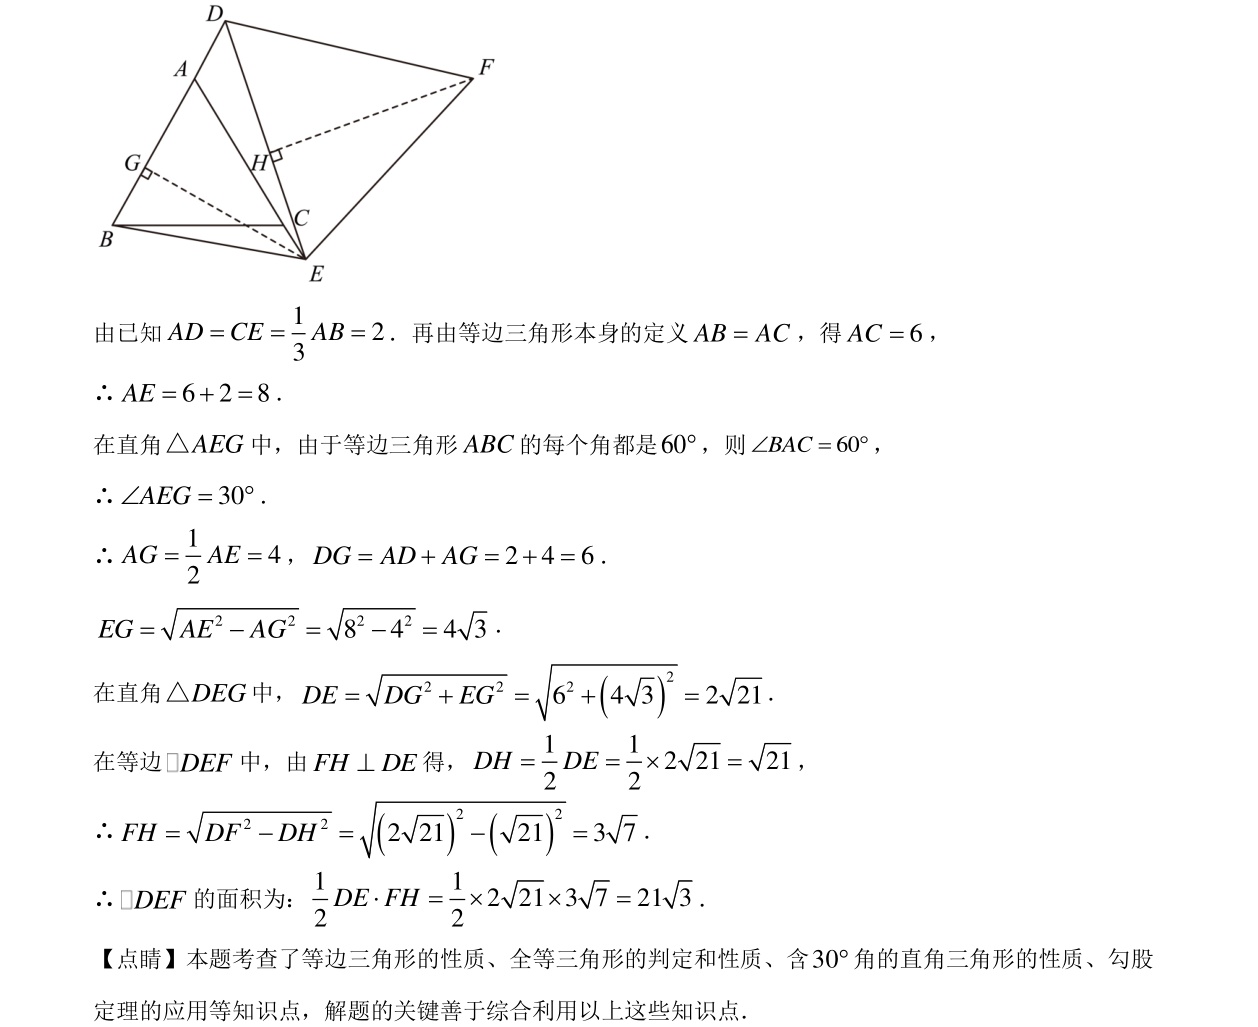 D
A
F
G
H
C
B
E
由已知 AD = CE = 1/3 AB = 2．再由等边三角形本身的定义 AB = AC，得 AC = 6，
∴ AE = 6 + 2 = 8．
在直角△AEG 中，由于等边三角形 ABC 的每个角都是60°，则 ∠BAC = 60°，
∴ ∠AEG = 30°．
∴ AG = 1/2 AE = 4，DG = AD + AG = 2 + 4 = 6．
EG = √(AE² − AG²) = √(8² − 4²) = 4√3．
在直角△DEG 中，DE = √(DG² + EG²) = √(6² + (4√3)²) = 2√21．
在等边□DEF 中，由 FH ⊥ DE 得，DH = 1/2 DE = 1/2 × 2√21 = √21，
∴ FH = √(DF² − DH²) = √((2√21)² − (√21)²) = 3√7．
∴ □DEF 的面积为：1/2 DE · FH = 1/2 × 2√21 × 3√7 = 21√3．
【点睛】本题考查了等边三角形的性质、全等三角形的判定和性质、含30° 角的直角三角形的性质、勾股
定理的应用等知识点，解题的关键善于综合利用以上这些知识点．